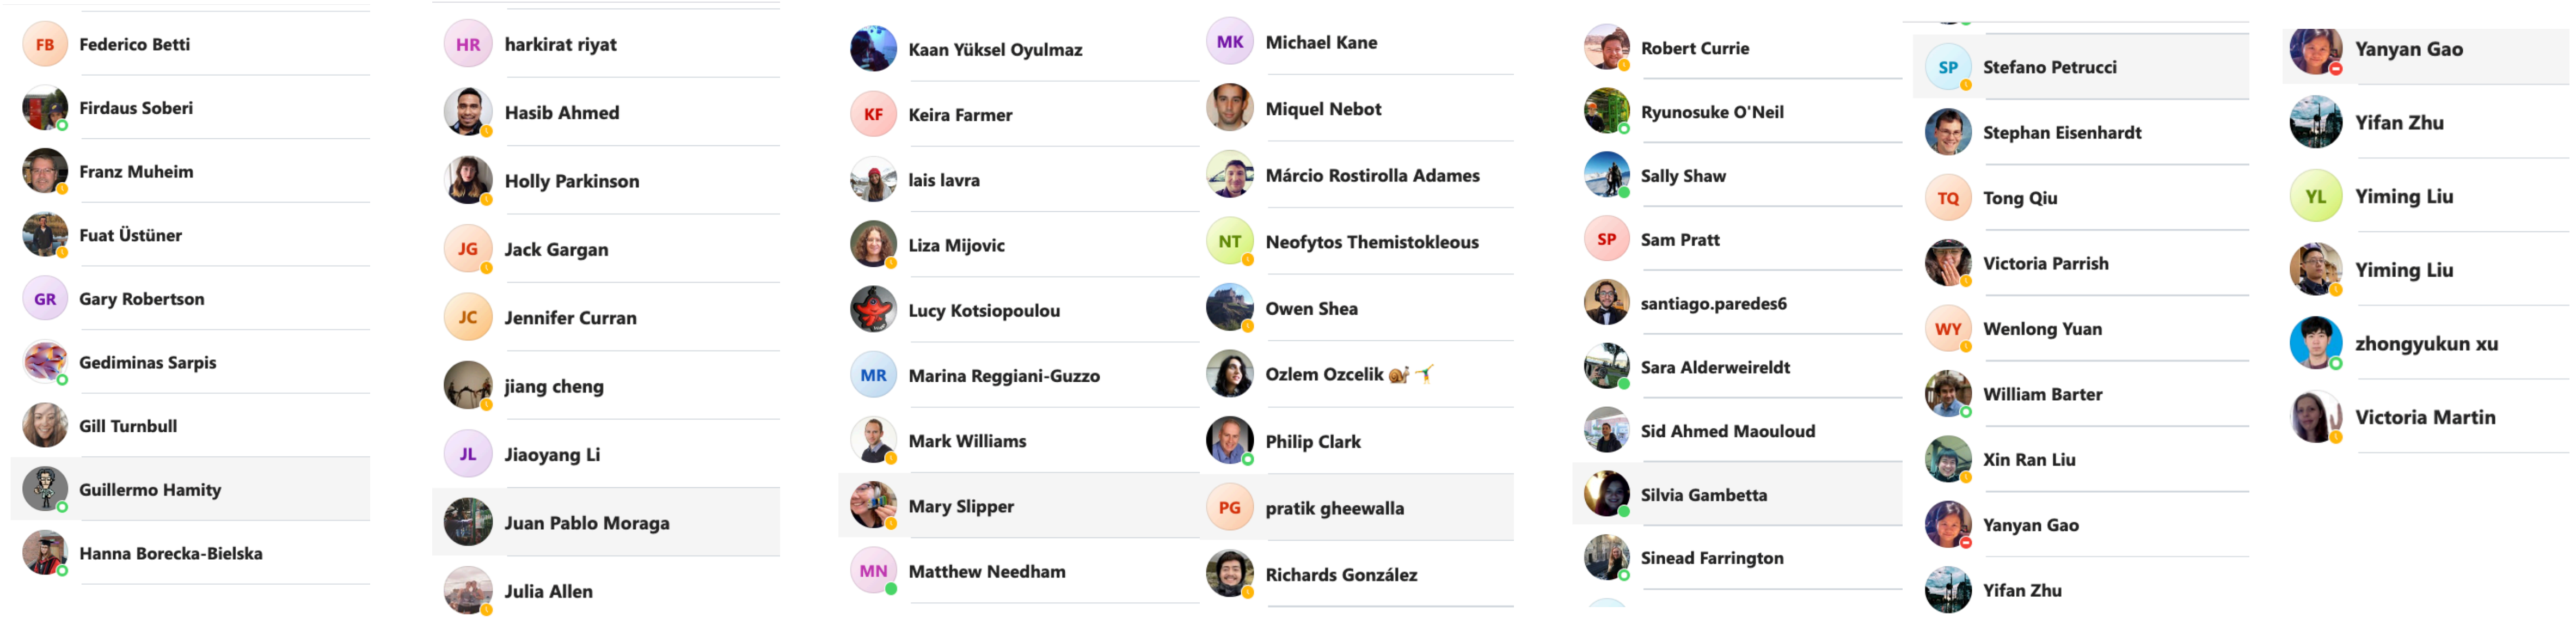 FB Federico Betti
Firdaus Soberi
Franz Muheim
Fuat Üstüner
GR Gary Robertson
Gediminas Sarpis
Gill Turnbull
Guillermo Hamity
Hanna Borecka-Bielska
HR harkirat riyat
Hasib Ahmed
Holly Parkinson
JG Jack Gargan
JC Jennifer Curran
jiang cheng
JL Jiaoyang Li
Juan Pablo Moraga
Julia Allen
Kaan Yüksel Oyulmaz
KF Keira Farmer
lais lavra
Liza Mijovic
Lucy Kotsiopoulou
MR Marina Reggiani-Guzzo
Mark Williams
Mary Slipper
MN Matthew Needham
MK Michael Kane
Miquel Nebot
Márcio Rostirolla Adames
NT Neofytos Themistokleous
Owen Shea
Ozlem Ozcelik 🐌🤸
Philip Clark
PG pratik gheewalla
Richards González
Robert Currie
Ryunosuke O'Neil
Sally Shaw
SP Sam Pratt
santiago.paredes6
Sara Alderweireldt
Sid Ahmed Maouloud
Silvia Gambetta
Sinead Farrington
SP Stefano Petrucci
Stephan Eisenhardt
TQ Tong Qiu
Victoria Parrish
WY Wenlong Yuan
William Barter
Xin Ran Liu
Yanyan Gao
Yifan Zhu
Yanyan Gao
Yifan Zhu
YL Yiming Liu
Yiming Liu
zhongyukun xu
Victoria Martin